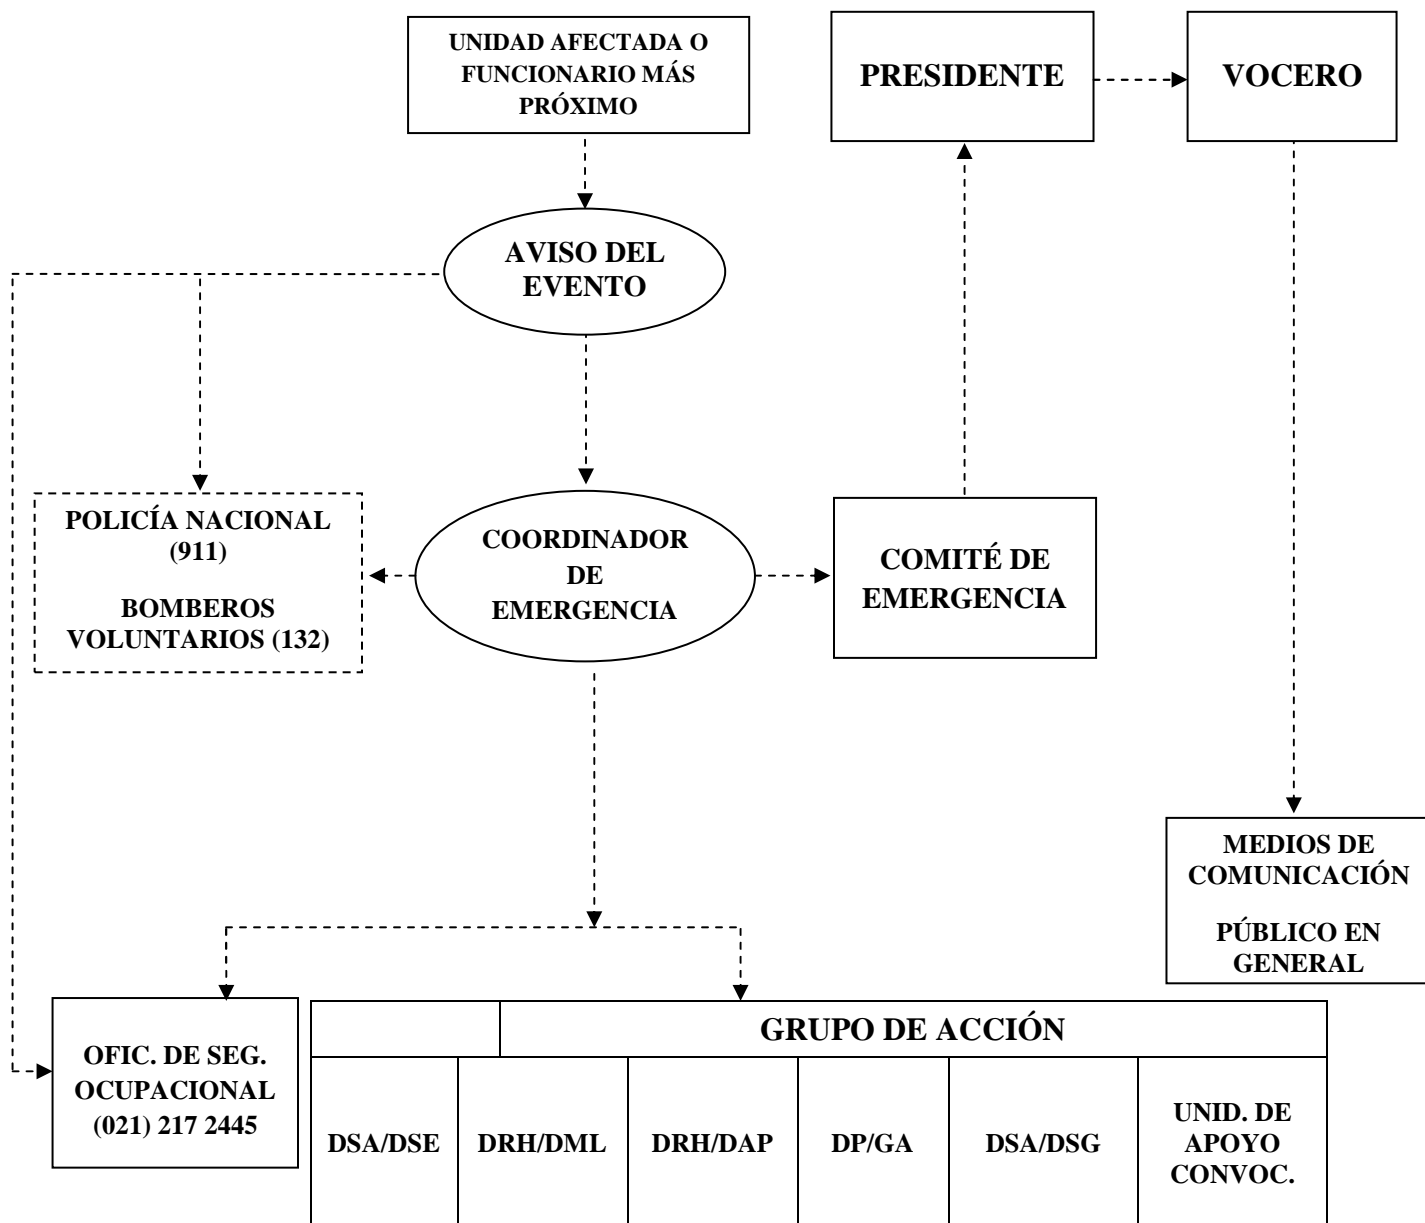 UNIDAD AFECTADA O
FUNCIONARIO MÁS
PRÓXIMO
PRESIDENTE
VOCERO
AVISO DEL
EVENTO
POLICÍA NACIONAL
(911)
BOMBEROS
VOLUNTARIOS (132)
COORDINADOR
DE
EMERGENCIA
COMITÉ DE
EMERGENCIA
MEDIOS DE
COMUNICACIÓN
PÚBLICO EN
GENERAL
OFIC. DE SEG.
OCUPACIONAL
(021) 217 2445
GRUPO DE ACCIÓN
DSA/DSE
DRH/DML
DRH/DAP
DP/GA
DSA/DSG
UNID. DE
APOYO
CONVOC.